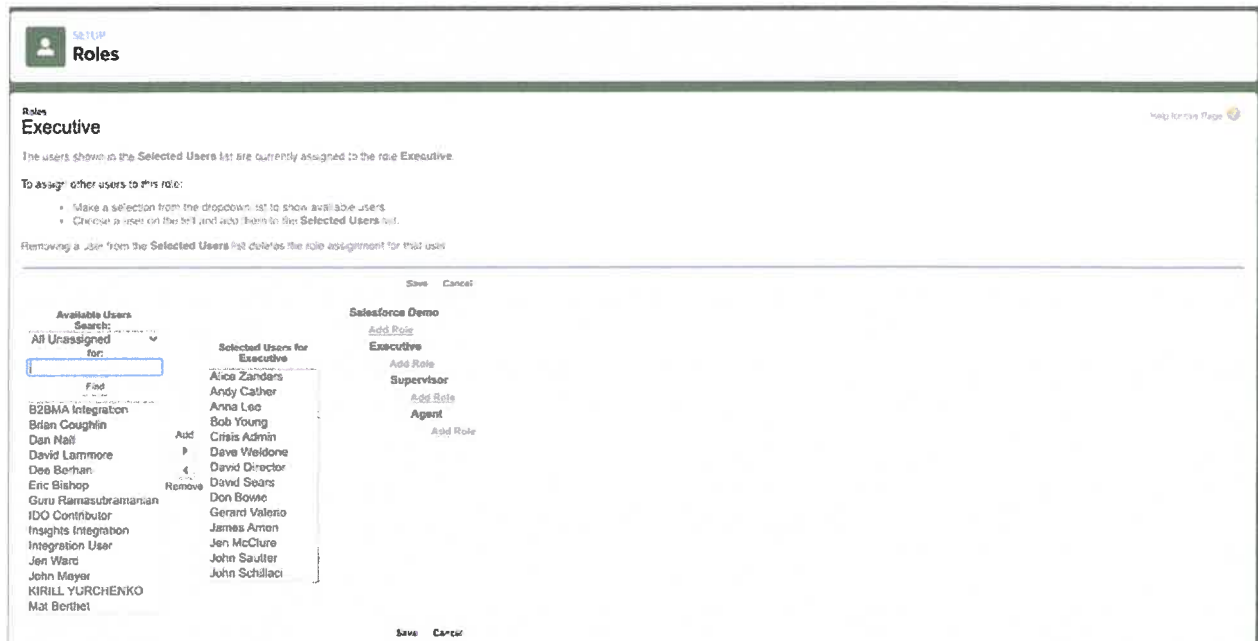 SETUP
Roles
Roles
Executive
Help for this Page
The users shown in the Selected Users list are currently assigned to the role Executive.
To assign other users to this role:
• Make a selection from the dropdown list to show available users.
• Choose a user on the left and add them to the Selected Users list.
Removing a user from the Selected Users list deletes the role assignment for that user.
Save Cancel
Available Users
Search:
All Unassigned
for:
Find
B2BMA Integration
Brian Coughlin
Dan Nall
David Lammore
Dee Berhan
Eric Bishop
Guru Ramasubramanian
IDO Contributor
Insights Integration
Integration User
Jen Ward
John Meyer
KIRILL YURCHENKO
Mat Berthet
Add
Remove
Selected Users for
Executive
Alice Zanders
Andy Cather
Anna Lee
Bob Young
Crisis Admin
Dave Weldone
David Director
David Sears
Don Bowie
Gerard Valerio
James Amon
Jen McClure
John Sautter
John Schillaci
Salesforce Demo
Add Role
Executive
Add Role
Supervisor
Add Role
Agent
Add Role
Save Cancel